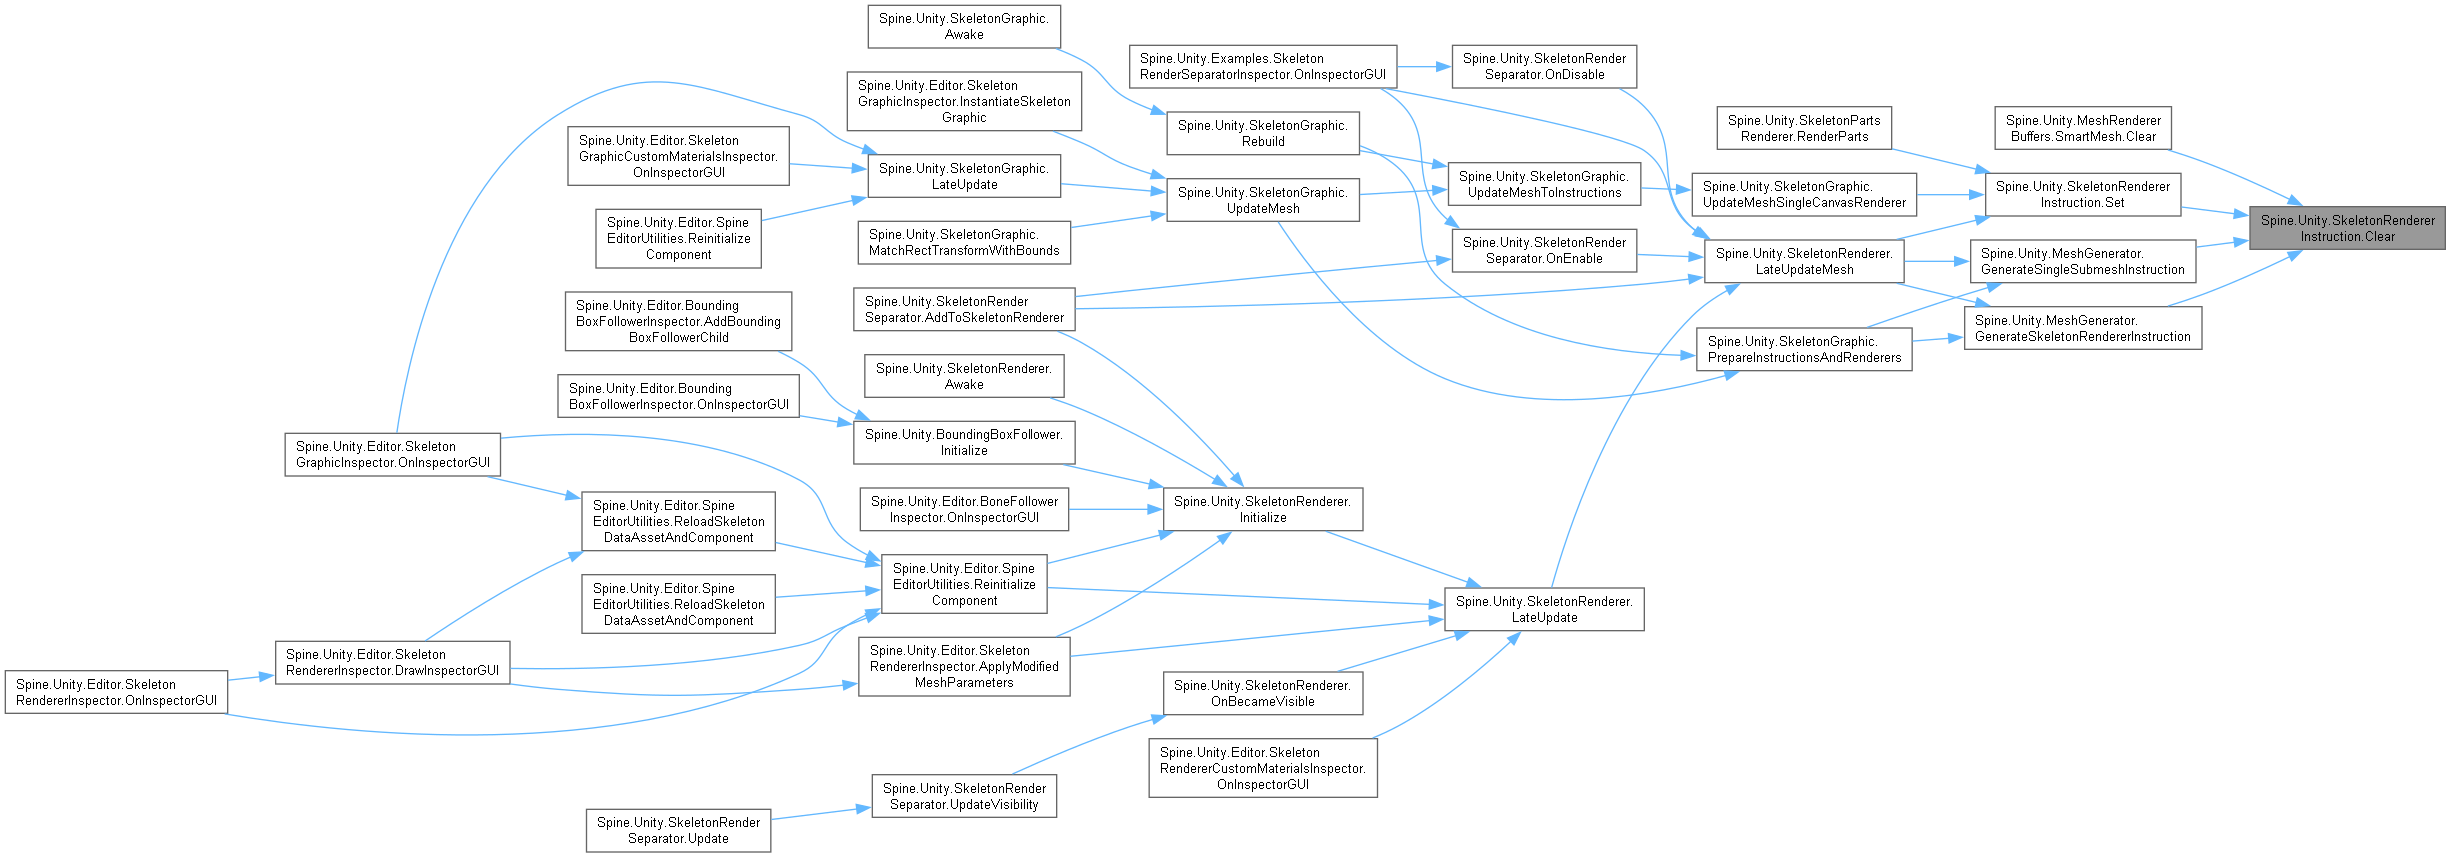 Spine.Unity.SkeletonGraphic.
Awake
Spine.Unity.Examples.Skeleton
RenderSeparatorInspector.OnInspectorGUI
Spine.Unity.SkeletonRender
Separator.OnDisable
Spine.Unity.Editor.Skeleton
GraphicInspector.InstantiateSkeleton
Graphic
Spine.Unity.SkeletonGraphic.
Rebuild
Spine.Unity.SkeletonParts
Renderer.RenderParts
Spine.Unity.MeshRenderer
Buffers.SmartMesh.Clear
Spine.Unity.Editor.Skeleton
GraphicCustomMaterialsInspector.
OnInspectorGUI
Spine.Unity.SkeletonGraphic.
LateUpdate
Spine.Unity.SkeletonGraphic.
UpdateMesh
Spine.Unity.SkeletonGraphic.
UpdateMeshToInstructions
Spine.Unity.SkeletonGraphic.
UpdateMeshSingleCanvasRenderer
Spine.Unity.SkeletonRenderer
Instruction.Set
Spine.Unity.SkeletonRenderer
Instruction.Clear
Spine.Unity.Editor.Spine
EditorUtilities.Reinitialize
Component
Spine.Unity.SkeletonGraphic.
MatchRectTransformWithBounds
Spine.Unity.SkeletonRender
Separator.OnEnable
Spine.Unity.SkeletonRenderer.
LateUpdateMesh
Spine.Unity.MeshGenerator.
GenerateSingleSubmeshInstruction
Spine.Unity.Editor.Bounding
BoxFollowerInspector.AddBounding
BoxFollowerChild
Spine.Unity.SkeletonRender
Separator.AddToSkeletonRenderer
Spine.Unity.SkeletonGraphic.
PrepareInstructionsAndRenderers
Spine.Unity.MeshGenerator.
GenerateSkeletonRendererInstruction
Spine.Unity.SkeletonRenderer.
Awake
Spine.Unity.Editor.Bounding
BoxFollowerInspector.OnInspectorGUI
Spine.Unity.BoundingBoxFollower.
Initialize
Spine.Unity.Editor.Skeleton
GraphicInspector.OnInspectorGUI
Spine.Unity.Editor.Spine
EditorUtilities.ReloadSkeleton
DataAssetAndComponent
Spine.Unity.Editor.BoneFollower
Inspector.OnInspectorGUI
Spine.Unity.SkeletonRenderer.
Initialize
Spine.Unity.Editor.Spine
EditorUtilities.ReloadSkeleton
DataAssetAndComponent
Spine.Unity.Editor.Spine
EditorUtilities.Reinitialize
Component
Spine.Unity.SkeletonRenderer.
LateUpdate
Spine.Unity.Editor.Skeleton
RendererInspector.OnInspectorGUI
Spine.Unity.Editor.Skeleton
RendererInspector.DrawInspectorGUI
Spine.Unity.Editor.Skeleton
RendererInspector.ApplyModified
MeshParameters
Spine.Unity.SkeletonRenderer.
OnBecameVisible
Spine.Unity.Editor.Skeleton
RendererCustomMaterialsInspector.
OnInspectorGUI
Spine.Unity.SkeletonRender
Separator.UpdateVisibility
Spine.Unity.SkeletonRender
Separator.Update